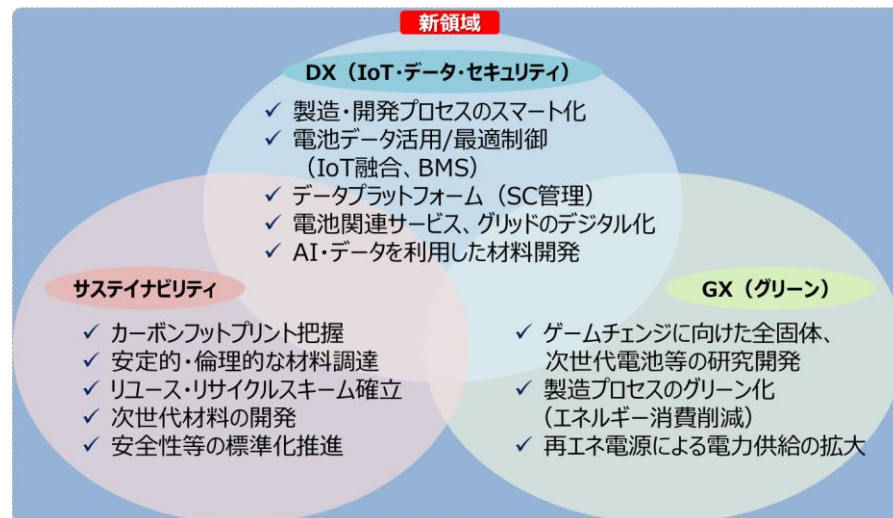 新領域
DX（IoT・データ・セキュリティ）
✓ 製造・開発プロセスのスマート化
✓ 電池データ活用/最適制御
（IoT融合、BMS）
✓ データプラットフォーム（SC管理）
✓ 電池関連サービス、グリッドのデジタル化
✓ AI・データを利用した材料開発
サステイナビリティ
✓ カーボンフットプリント把握
✓ 安定的・倫理的な材料調達
✓ リユース・リサイクルスキーム確立
✓ 次世代材料の開発
✓ 安全性等の標準化推進
GX（グリーン）
✓ ゲームチェンジに向けた全固体、
次世代電池等の研究開発
✓ 製造プロセスのグリーン化
（エネルギー消費削減）
✓ 再エネ電源による電力供給の拡大